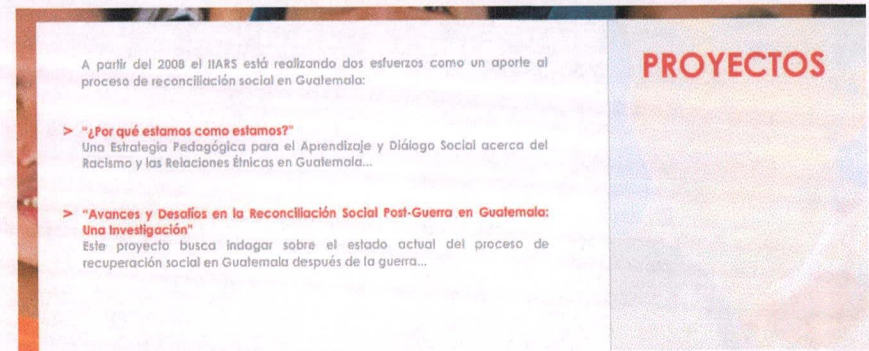 A partir del 2008 el IIARS está realizando dos esfuerzos como un aporte al
proceso de reconciliación social en Guatemala:
> "¿Por qué estamos como estamos?"
Una Estrategia Pedagógica para el Aprendizaje y Diálogo Social acerca del
Racismo y las Relaciones Étnicas en Guatemala...
> "Avances y Desafíos en la Reconciliación Social Post-Guerra en Guatemala:
Una Investigación"
Este proyecto busca indagar sobre el estado actual del proceso de
recuperación social en Guatemala después de la guerra...
PROYECTOS